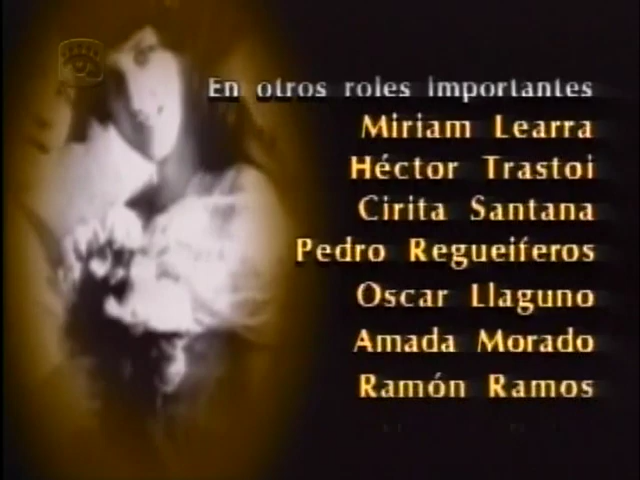 En otros roles importantes
Miriam Learra
Héctor Trastoi
Cirita Santana
Pedro Regueiferos
Oscar Llaguno
Amada Morado
Ramón Ramos